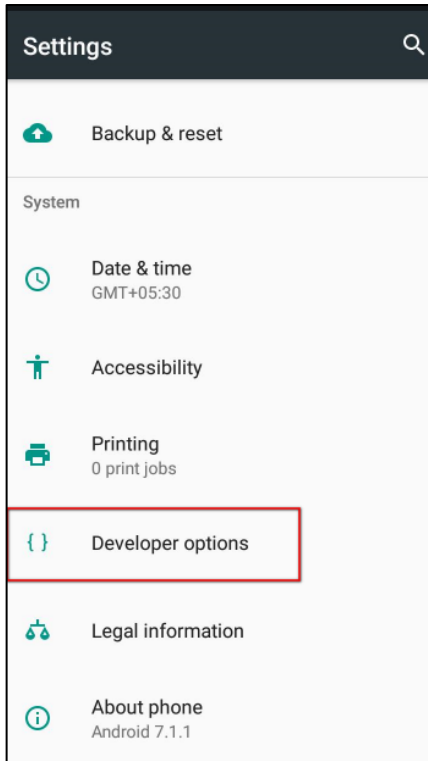 Settings
Backup & reset
System
Date & time
GMT+05:30
Accessibility
Printing
0 print jobs
{ } Developer options
Legal information
About phone
Android 7.1.1